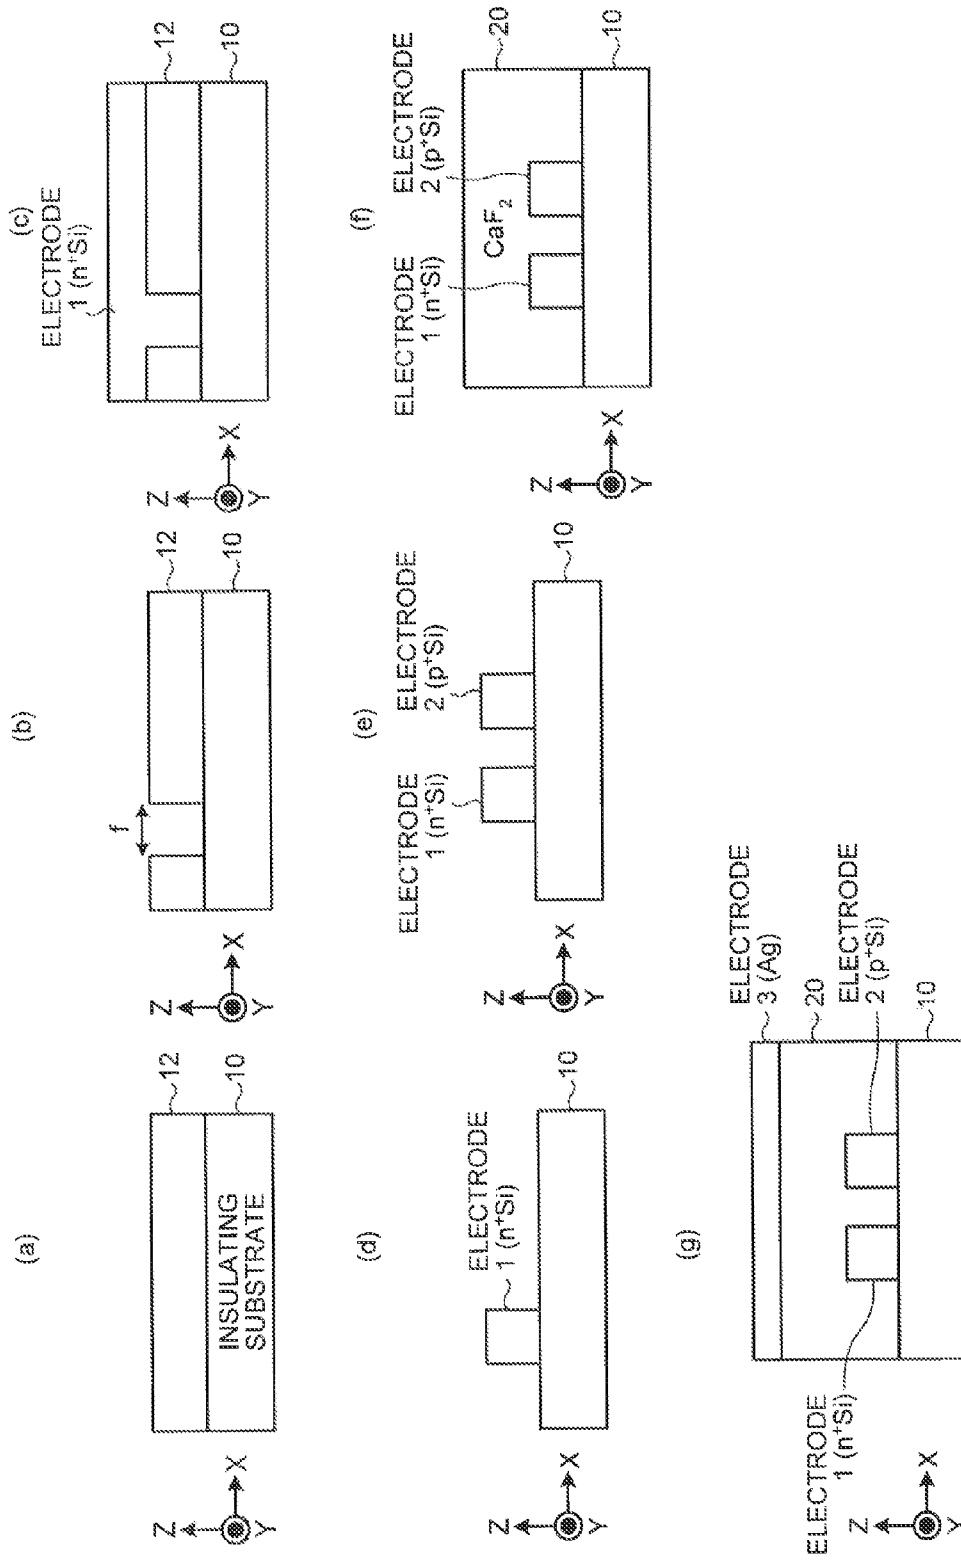 (a)
12
10
INSULATING
SUBSTRATE
Z
X
Y
(b)
f
12
10
Z
X
Y
(c)
ELECTRODE
1 (n⁺Si)
12
10
Z
X
Y
(d)
ELECTRODE
1 (n⁺Si)
10
Z
X
Y
(e)
ELECTRODE
1 (n⁺Si)
ELECTRODE
2 (p⁺Si)
10
Z
X
Y
(f)
ELECTRODE
1 (n⁺Si)
ELECTRODE
2 (p⁺Si)
CaF₂
20
10
Z
X
Y
(g)
ELECTRODE
3 (Ag)
20
ELECTRODE
2 (p⁺Si)
10
ELECTRODE
1 (n⁺Si)
Z
X
Y